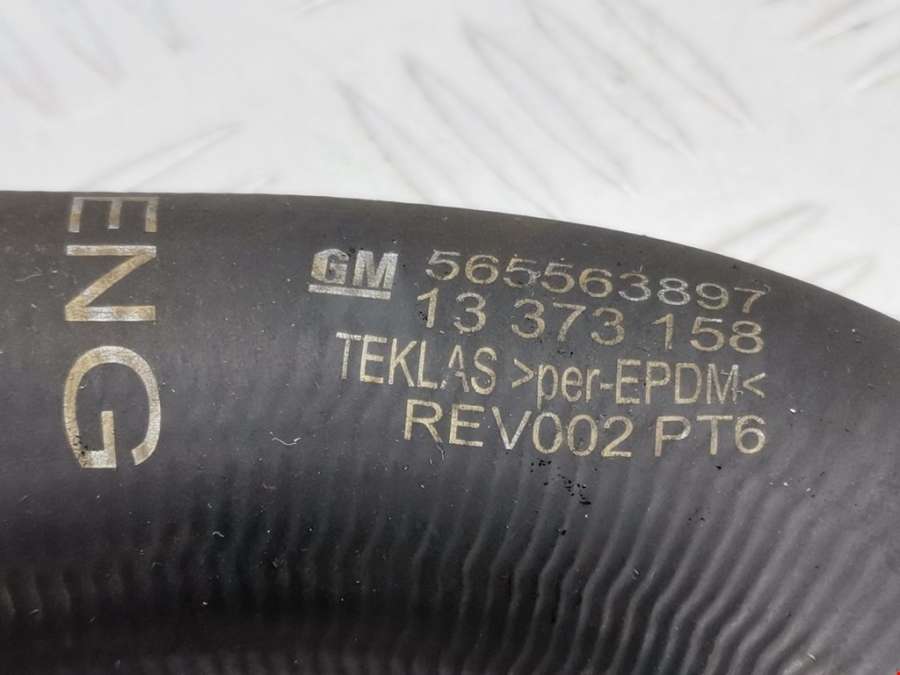 ENG
GM 565563897
13 373 158
TEKLAS >per-EPDM<
REV002 PT6